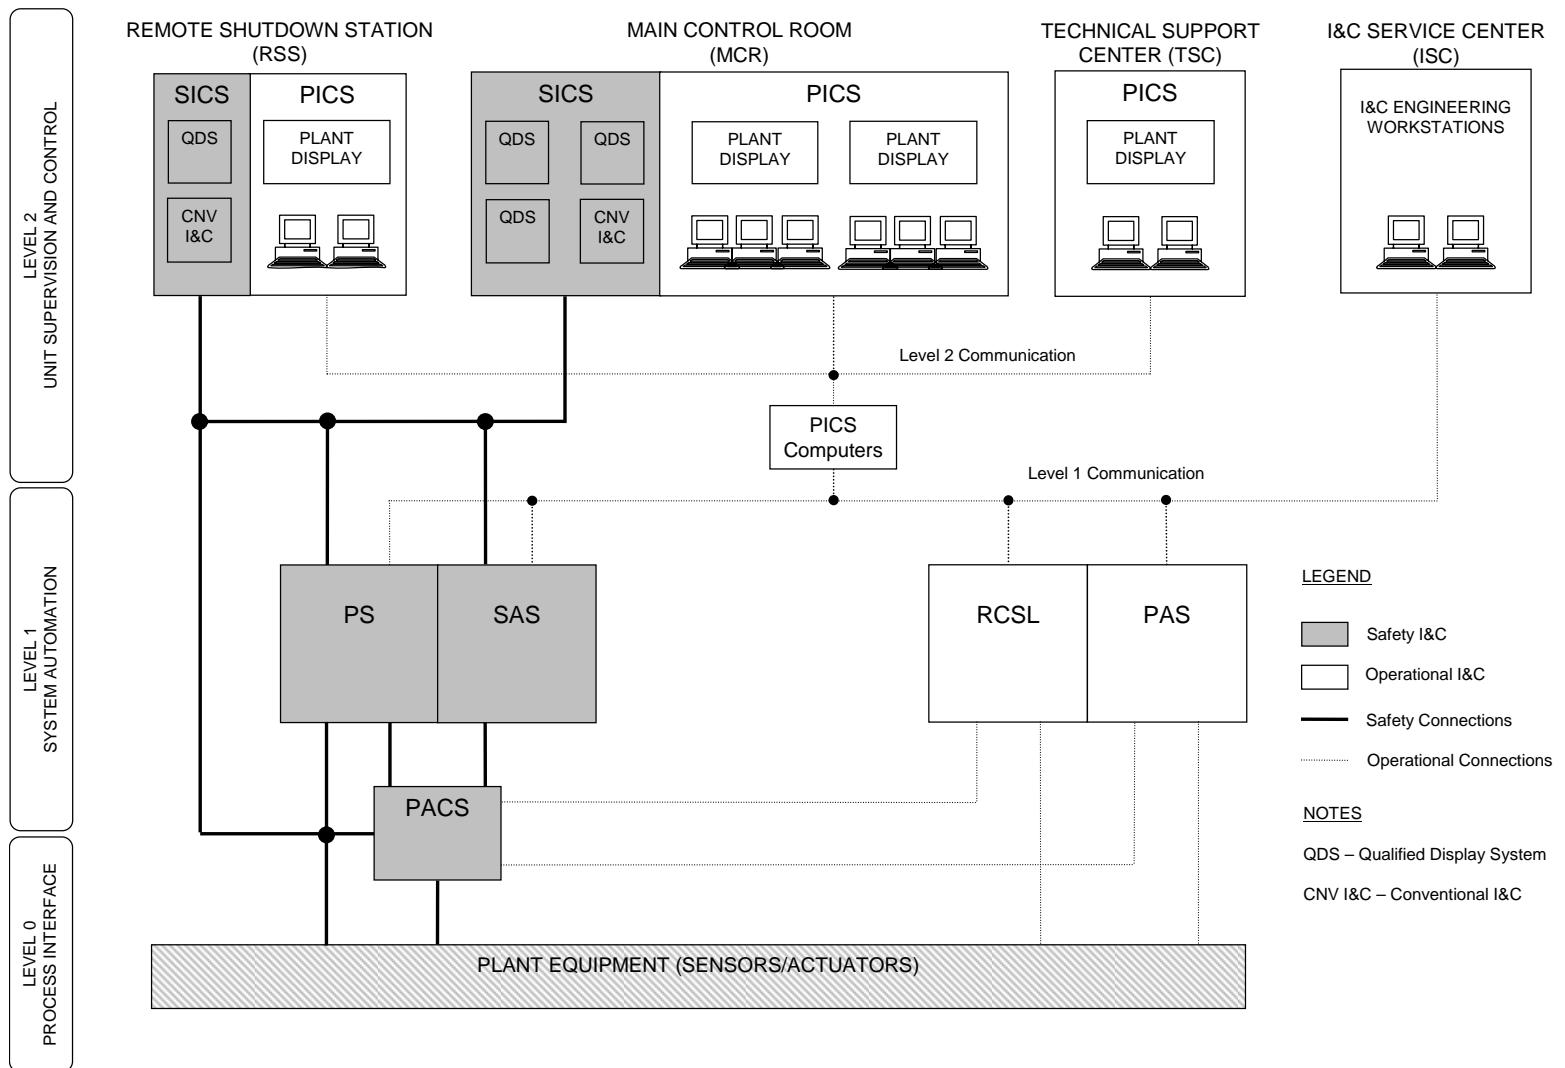 REMOTE SHUTDOWN STATION
(RSS)
MAIN CONTROL ROOM
(MCR)
TECHNICAL SUPPORT
CENTER (TSC)
I&C SERVICE CENTER
(ISC)
LEVEL 2
UNIT SUPERVISION AND CONTROL
SICS
QDS
CNV
I&C
PICS
PLANT
DISPLAY
SICS
QDS
QDS
QDS
CNV
I&C
PICS
PLANT
DISPLAY
PLANT
DISPLAY
PICS
PLANT
DISPLAY
I&C ENGINEERING
WORKSTATIONS
Level 2 Communication
PICS
Computers
Level 1 Communication
LEVEL 1
SYSTEM AUTOMATION
PS
SAS
RCSL
PAS
PACS
LEVEL 0
PROCESS INTERFACE
PLANT EQUIPMENT (SENSORS/ACTUATORS)
LEGEND
Safety I&C
Operational I&C
Safety Connections
Operational Connections
NOTES
QDS – Qualified Display System
CNV I&C – Conventional I&C